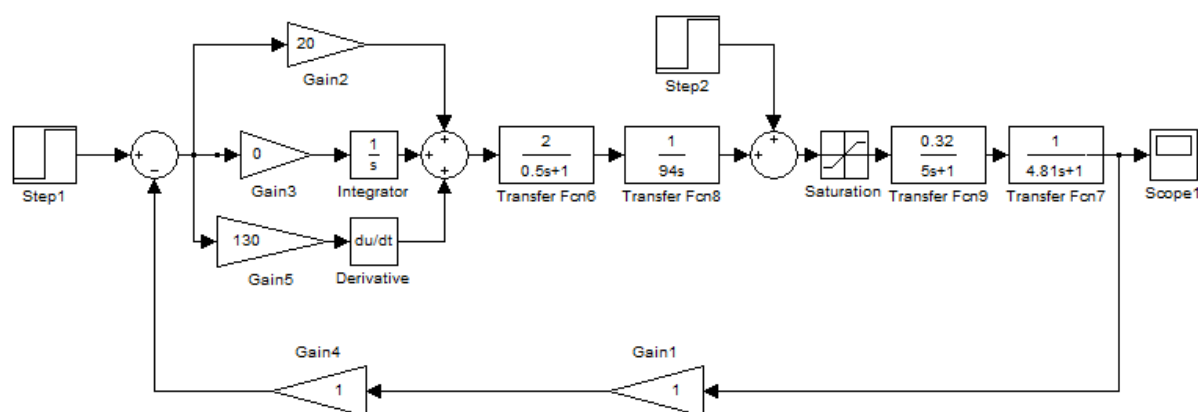 20
Gain2
Step2
Step1
+
−
0
Gain3
1
s
Integrator
+
+
+
2
0.5s+1
Transfer Fcn6
1
94s
Transfer Fcn8
+
+
Saturation
0.32
5s+1
Transfer Fcn9
1
4.81s+1
Transfer Fcn7
Scope1
130
Gain5
du/dt
Derivative
Gain4
1
Gain1
1